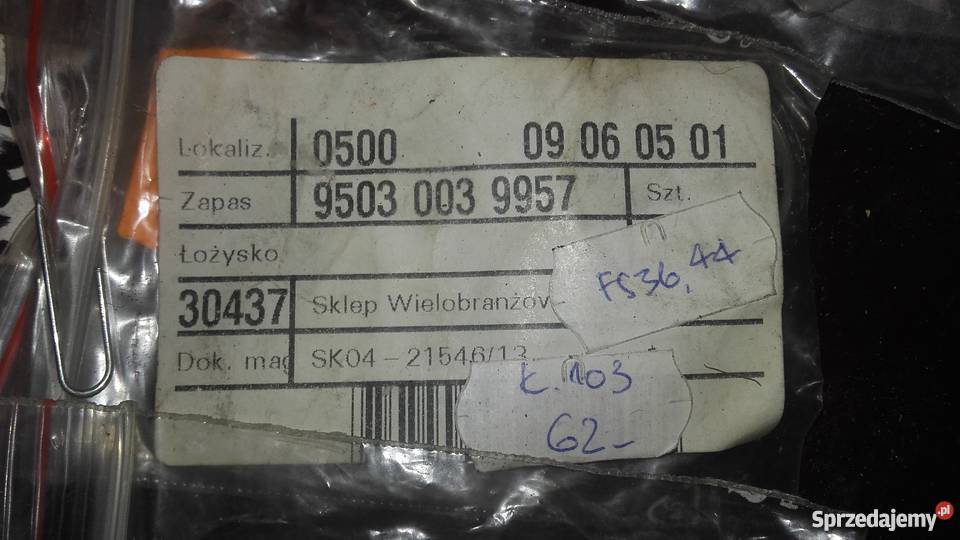 Lokaliz. 0500 09 06 05 01
Zapas 9503 003 9957 Szt.
Łożysko
FS36, 44
30437 Sklep Wielobranżow
Dok. mag SK04-21546/13
Ł.103
62-
Sprzedajemy.pl